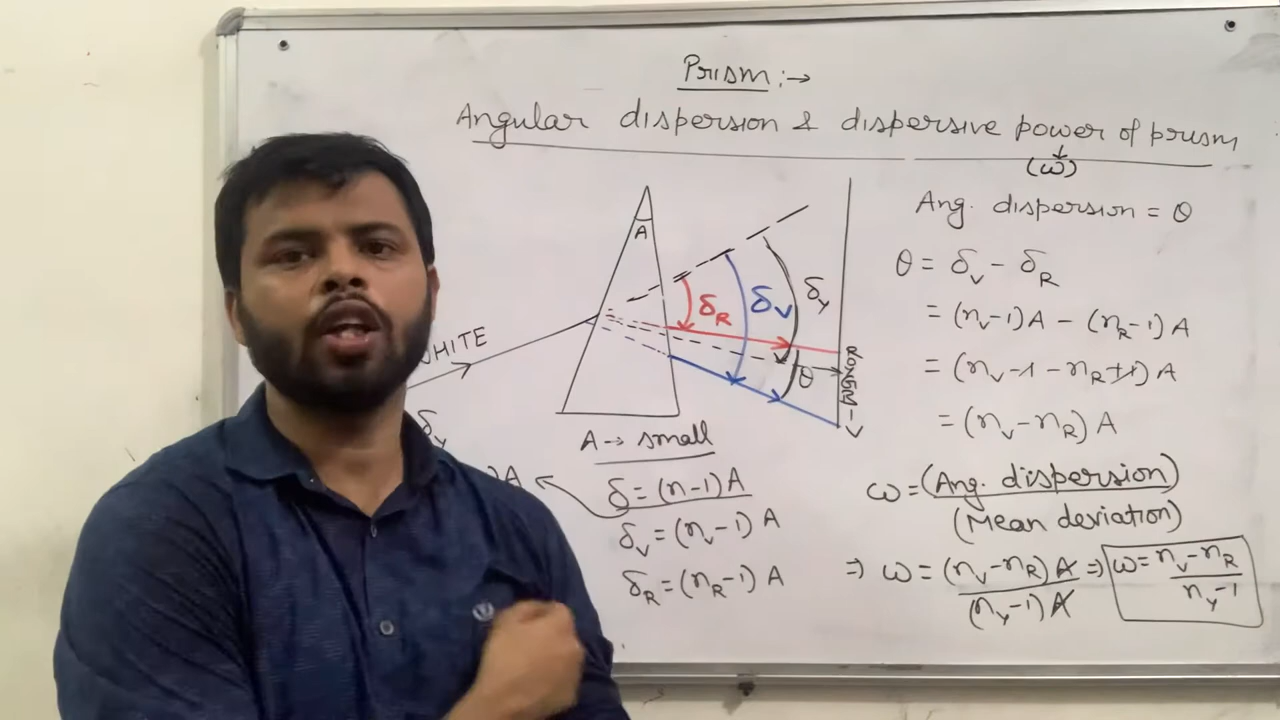 Prism :→
Angular dispersion & dispersive power of prism
(ω)
A
WHITE
δR
δV
δy
θ
R
V
Ang. dispersion = θ
θ = δV - δR
= (nV-1)A - (nR-1)A
= (nV-1-nR+1)A
= (nV-nR)A
ω = (Ang. dispersion)
(Mean deviation)
⇒ ω = (nV-nR)A ⇒ ω = nV-nR
(ny-1)A ny-1
A → small
δ = (n-1)A
δV = (nV-1)A
δR = (nR-1)A
δy
)A